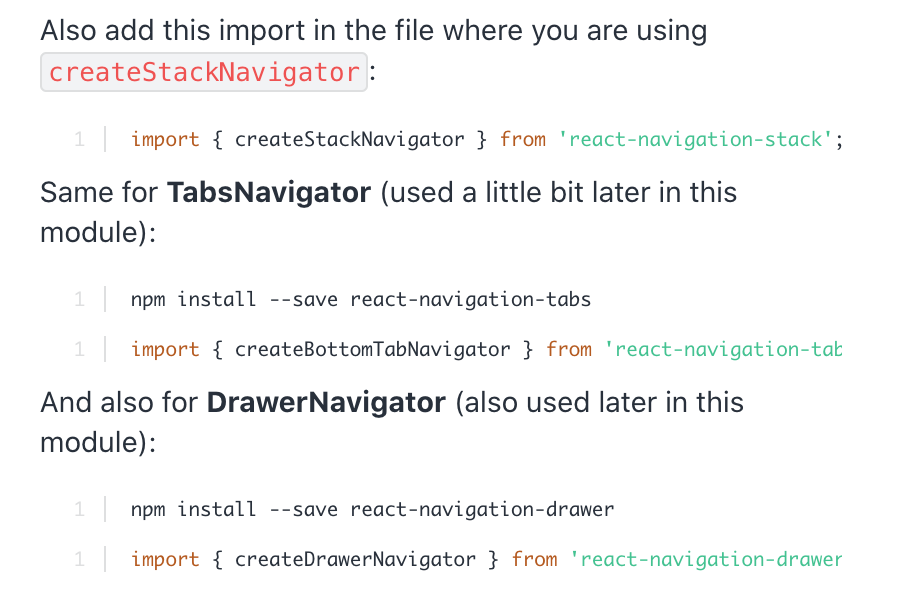 Also add this import in the file where you are using
createStackNavigator:
1 import { createStackNavigator } from 'react-navigation-stack';
Same for TabsNavigator (used a little bit later in this
module):
1 npm install --save react-navigation-tabs
1 import { createBottomTabNavigator } from 'react-navigation-tab
And also for DrawerNavigator (also used later in this
module):
1 npm install --save react-navigation-drawer
1 import { createDrawerNavigator } from 'react-navigation-drawer